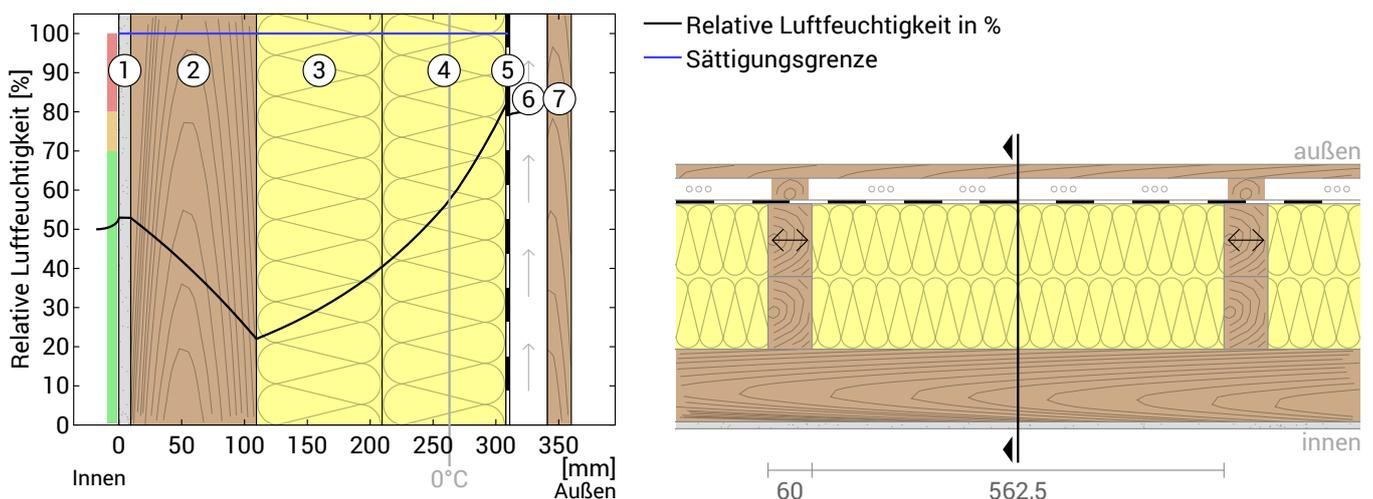 Relative Luftfeuchtigkeit [%]
100
90
80
70
60
50
40
30
20
10
0
1
2
3
4
5
6
7
0 50 100 150 200 250 300 350
[mm]
Innen
0°C
Außen
Relative Luftfeuchtigkeit in %
Sättigungsgrenze
außen
innen
60
562.5